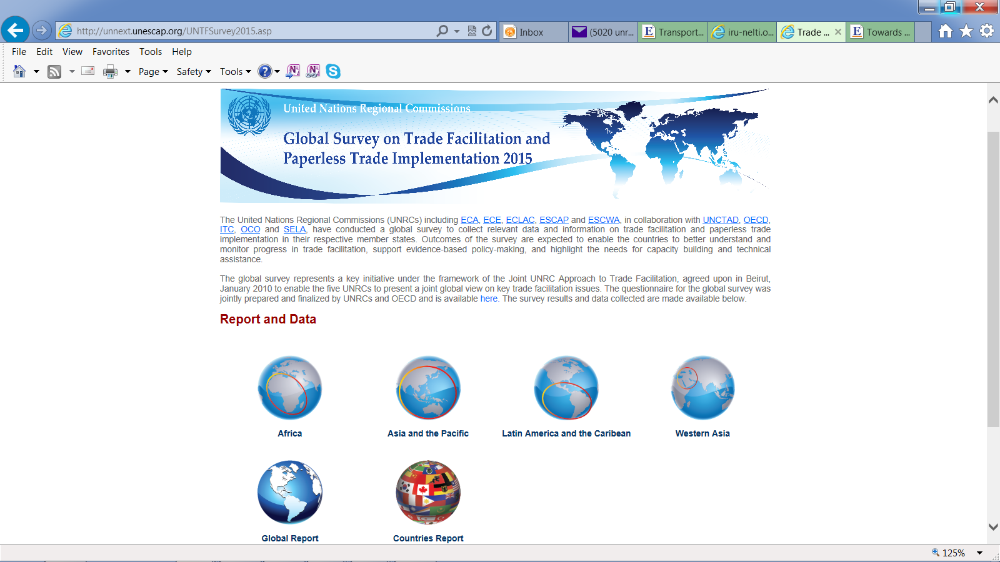 http://unnext.unescap.org/UNTFSurvey2015.asp
Inbox
(5020 unr...
Transport...
iru-nelti.o...
Trade ...
Towards ...
File Edit View Favorites Tools Help
Page Safety Tools
United Nations Regional Commissions
Global Survey on Trade Facilitation and
Paperless Trade Implementation 2015
The United Nations Regional Commissions (UNRCs) including ECA, ECE, ECLAC, ESCAP and ESCWA, in collaboration with UNCTAD, OECD,
ITC, OCO and SELA, have conducted a global survey to collect relevant data and information on trade facilitation and paperless trade
implementation in their respective member states. Outcomes of the survey are expected to enable the countries to better understand and
monitor progress in trade facilitation, support evidence-based policy-making, and highlight the needs for capacity building and technical
assistance.
The global survey represents a key initiative under the framework of the Joint UNRC Approach to Trade Facilitation, agreed upon in Beirut,
January 2010 to enable the five UNRCs to present a joint global view on key trade facilitation issues. The questionnaire for the global survey was
jointly prepared and finalized by UNRCs and OECD and is available here. The survey results and data collected are made available below.
Report and Data
Africa
Asia and the Pacific
Latin America and the Caribean
Western Asia
Global Report
Countries Report
125%